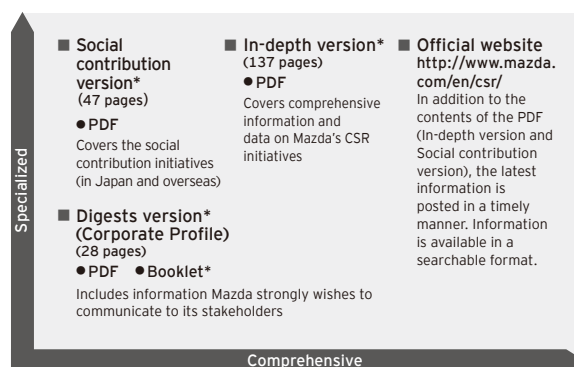 ■ Social
contribution
version*
(47 pages)
● PDF
Covers the social
contribution initiatives
(in Japan and overseas)
■ In-depth version*
(137 pages)
● PDF
Covers comprehensive
information and
data on Mazda's CSR
initiatives
■ Official website
http://www.mazda.
com/en/csr/
In addition to the
contents of the PDF
(In-depth version and
Social contribution
version), the latest
information is
posted in a timely
manner. Information
is available in a
searchable format.
■ Digests version*
(Corporate Profile)
(28 pages)
● PDF ● Booklet*
Includes information Mazda strongly wishes to
communicate to its stakeholders
Specialized
Comprehensive